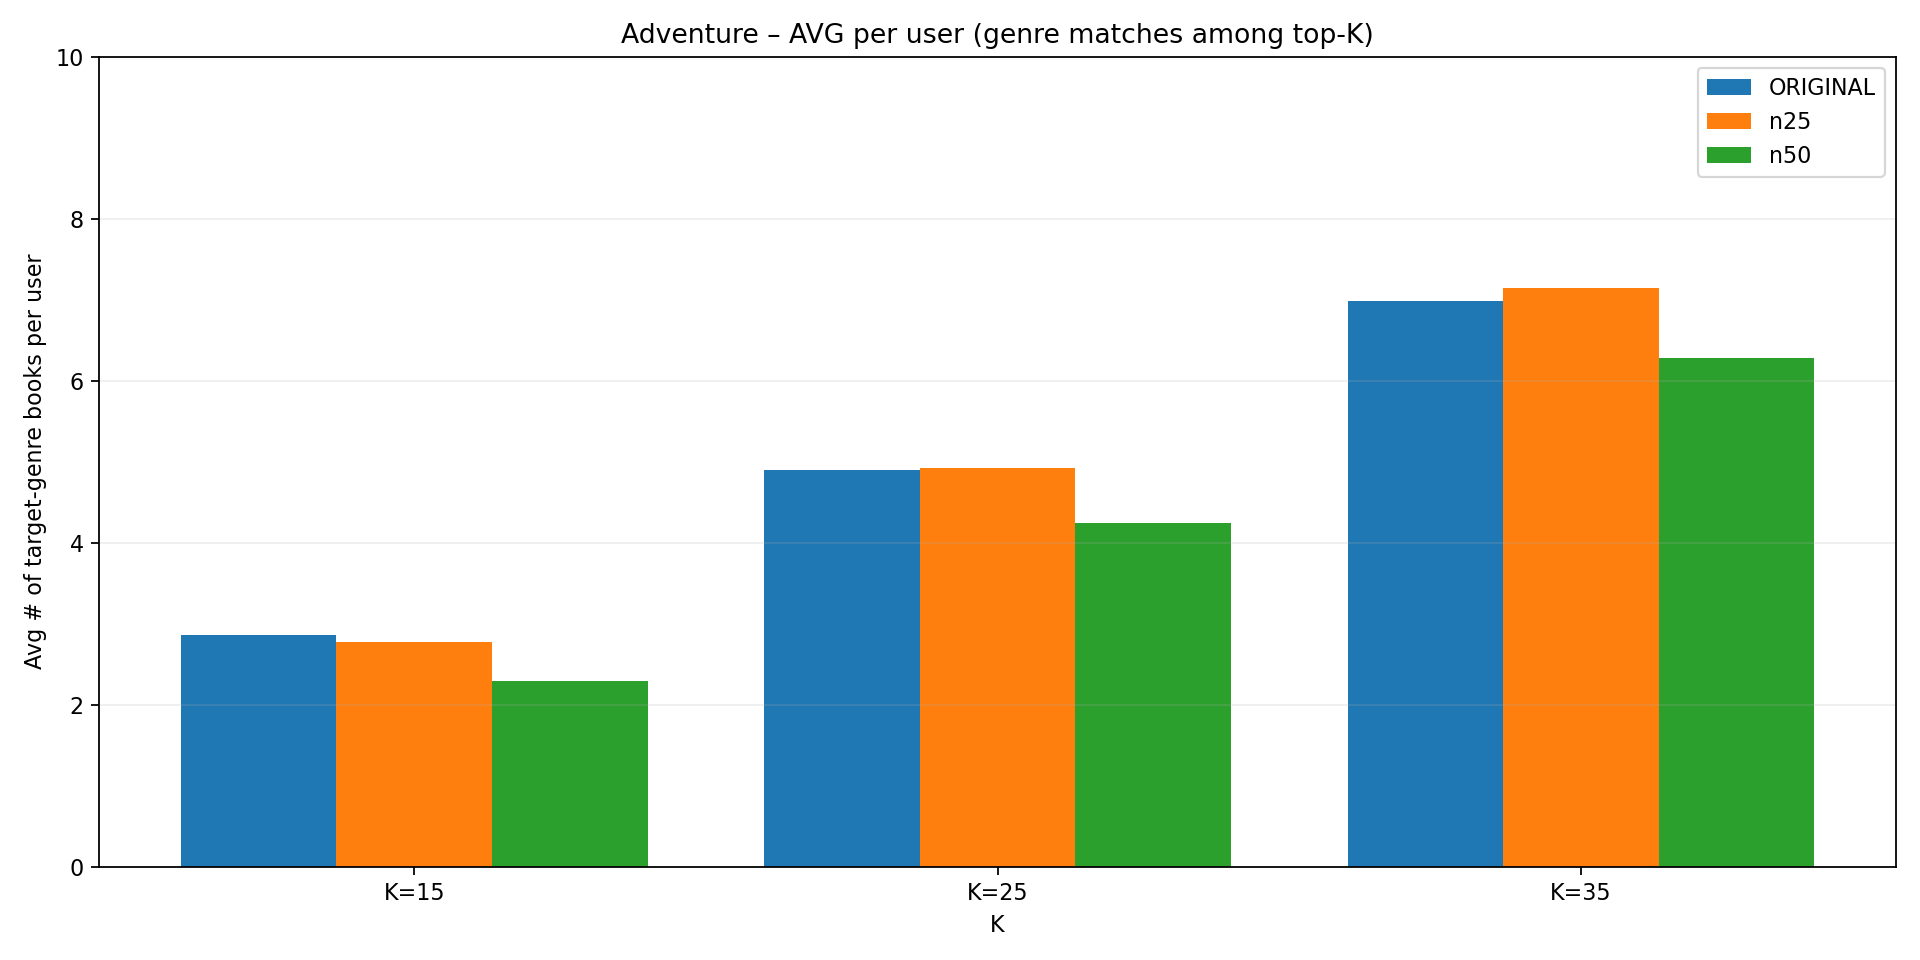 Adventure – AVG per user (genre matches among top-K)
Avg # of target-genre books per user
10
8
6
4
2
0
ORIGINAL
n25
n50
K=15
K=25
K=35
K